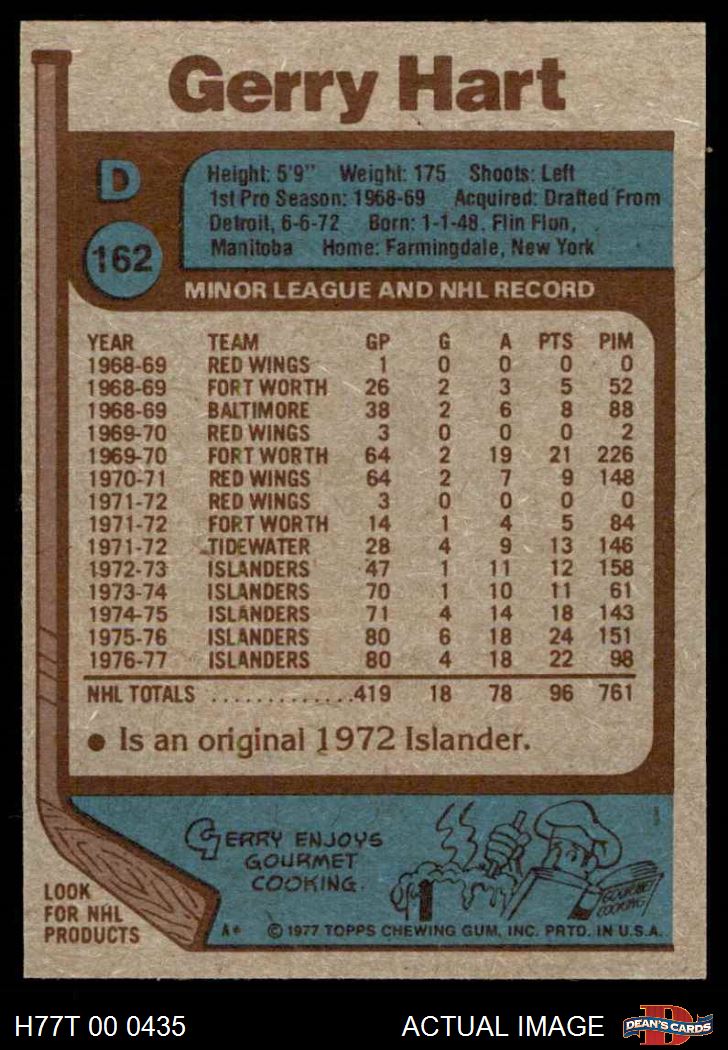 Gerry Hart
D
162
Height: 5'9" Weight: 175 Shoots: Left
1st Pro Season: 1968-69 Acquired: Drafted From
Detroit, 6-6-72 Born: 1-1-48, Flin Flon,
Manitoba Home: Farmingdale, New York
MINOR LEAGUE AND NHL RECORD
YEAR TEAM GP G A PTS PIM
1968-69 RED WINGS 1 0 0 0 0
1968-69 FORT WORTH 26 2 3 5 52
1968-69 BALTIMORE 38 2 6 8 88
1969-70 RED WINGS 3 0 0 0 2
1969-70 FORT WORTH 64 2 19 21 226
1970-71 RED WINGS 64 2 7 9 148
1971-72 RED WINGS 3 0 0 0 0
1971-72 FORT WORTH 14 1 4 5 84
1971-72 TIDEWATER 28 4 9 13 146
1972-73 ISLANDERS 47 1 11 12 158
1973-74 ISLANDERS 70 1 10 11 61
1974-75 ISLANDERS 71 4 14 18 143
1975-76 ISLANDERS 80 6 18 24 151
1976-77 ISLANDERS 80 4 18 22 98
NHL TOTALS .............419 18 78 96 761
● Is an original 1972 Islander.
GERRY ENJOYS
GOURMET
COOKING.
GOURMET
COOKING
LOOK
FOR NHL
PRODUCTS
A* © 1977 TOPPS CHEWING GUM, INC. PRTD. IN U.S.A.
H77T 00 0435 ACTUAL IMAGE
D
DEAN'S CARDS